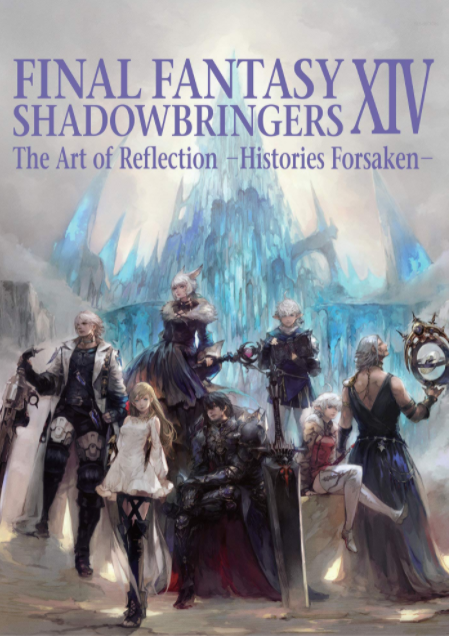 FINAL FANTASY XIV
SHADOWBRINGERS
The Art of Reflection -Histories Forsaken-